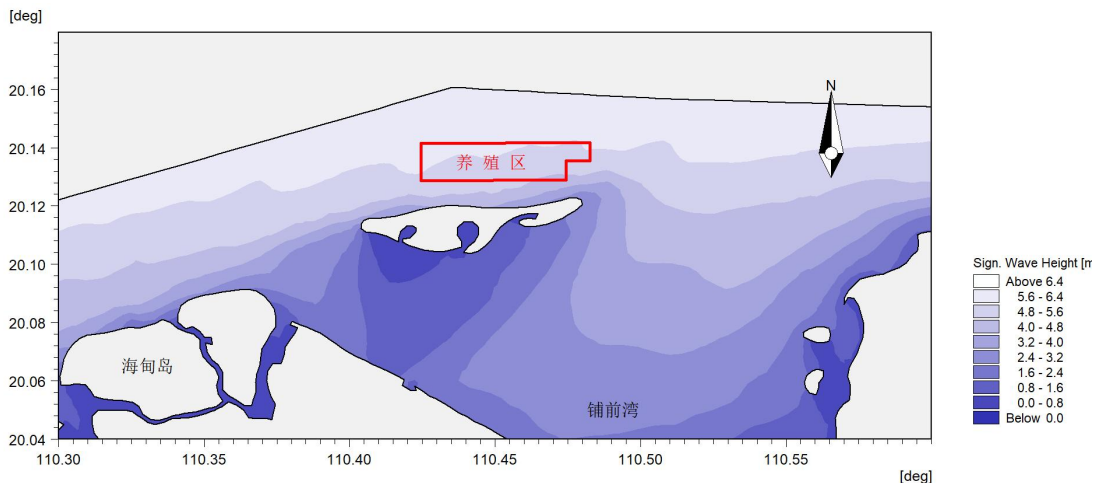 [deg]
20.16
20.14
20.12
20.10
20.08
20.06
20.04
N
养殖区
海甸岛
铺前湾
110.30 110.35 110.40 110.45 110.50 110.55
[deg]
Sign. Wave Height [m
Above 6.4
5.6 - 6.4
4.8 - 5.6
4.0 - 4.8
3.2 - 4.0
2.4 - 3.2
1.6 - 2.4
0.8 - 1.6
0.0 - 0.8
Below 0.0